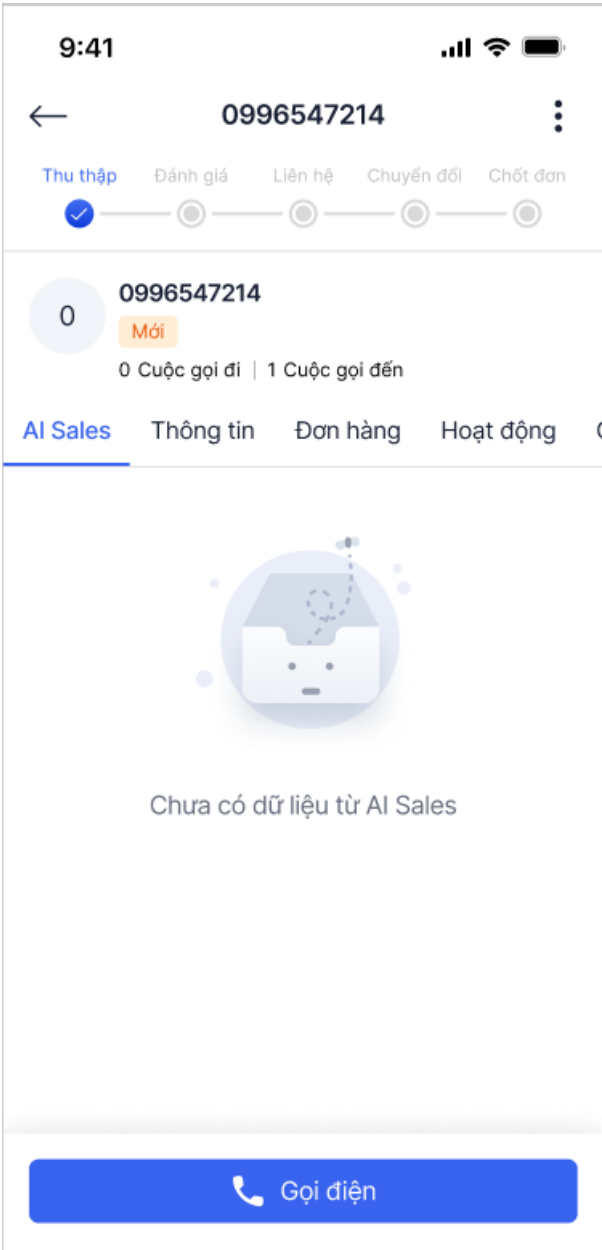 9:41
0996547214
Thu thập Đánh giá Liên hệ Chuyển đổi Chốt đơn
0
0996547214
Mới
0 Cuộc gọi đi | 1 Cuộc gọi đến
AI Sales Thông tin Đơn hàng Hoạt động
Chưa có dữ liệu từ AI Sales
Gọi điện